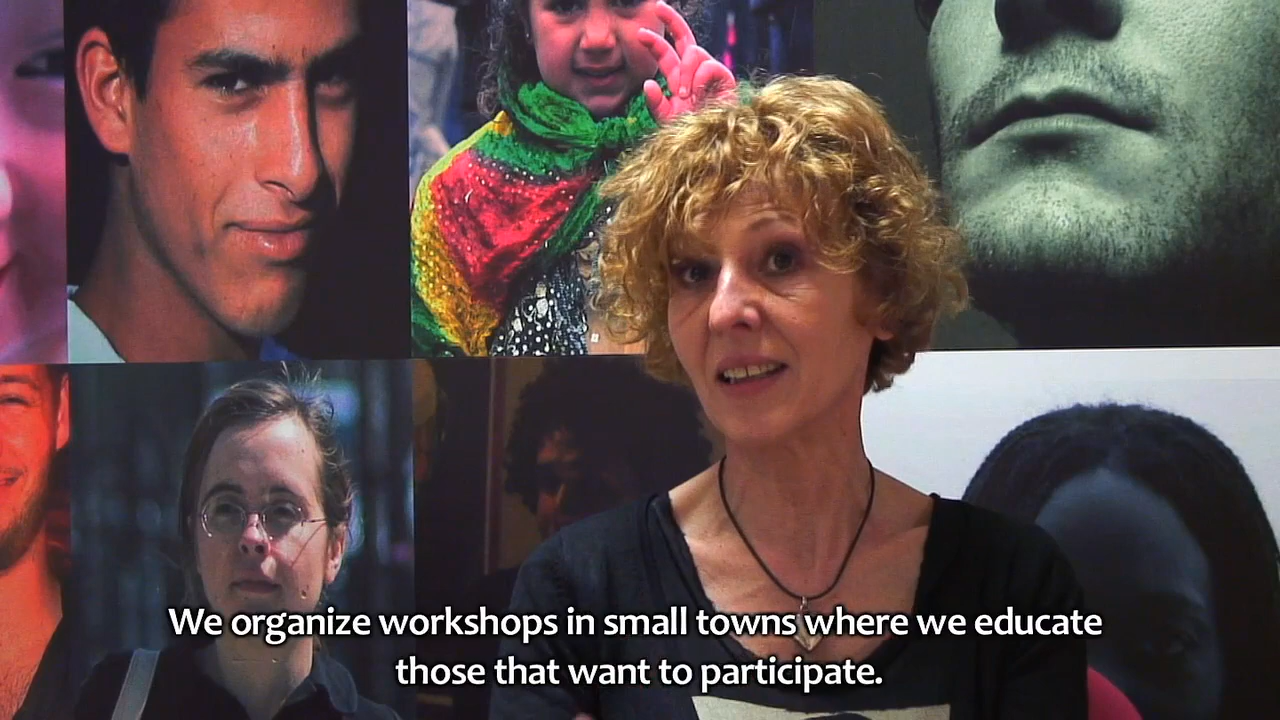 We organize workshops in small towns where we educate
those that want to participate.